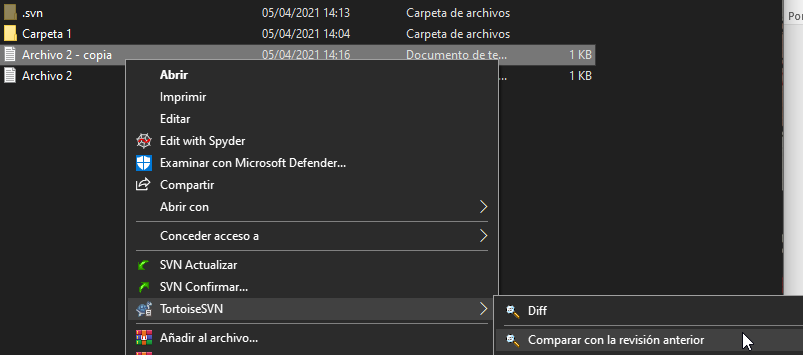 Por
.svn 05/04/2021 14:13 Carpeta de archivos
Carpeta 1 05/04/2021 14:04 Carpeta de archivos
Archivo 2 - copia 05/04/2021 14:16 Documento de te... 1 KB
Archivo 2 1 KB
Abrir
Imprimir
Editar
Edit with Spyder
Examinar con Microsoft Defender...
Compartir
Abrir con
Conceder acceso a
SVN Actualizar
SVN Confirmar...
TortoiseSVN
Diff
Añadir al archivo...
Comparar con la revisión anterior